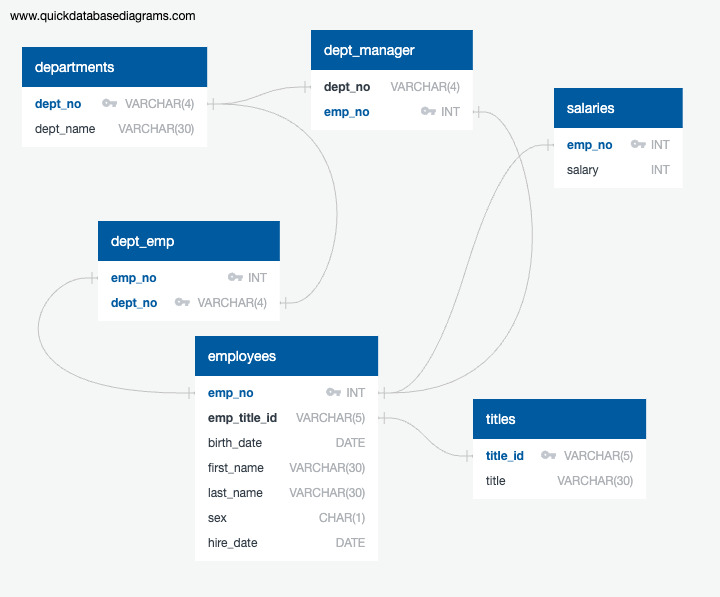 www.quickdatabasediagrams.com
departments
dept_no VARCHAR(4)
dept_name VARCHAR(30)
dept_manager
dept_no VARCHAR(4)
emp_no INT
salaries
emp_no INT
salary INT
dept_emp
emp_no INT
dept_no VARCHAR(4)
employees
emp_no INT
emp_title_id VARCHAR(5)
birth_date DATE
first_name VARCHAR(30)
last_name VARCHAR(30)
sex CHAR(1)
hire_date DATE
titles
title_id VARCHAR(5)
title VARCHAR(30)